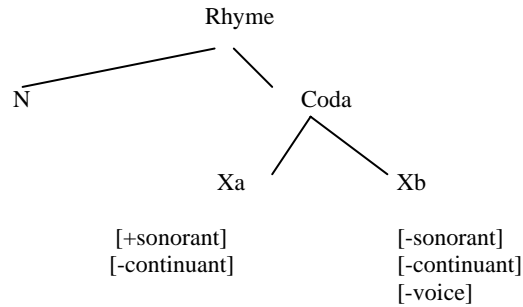 Rhyme
N Coda
Xa Xb
[+sonorant] [-sonorant]
[-continuant] [-continuant]
[-voice]